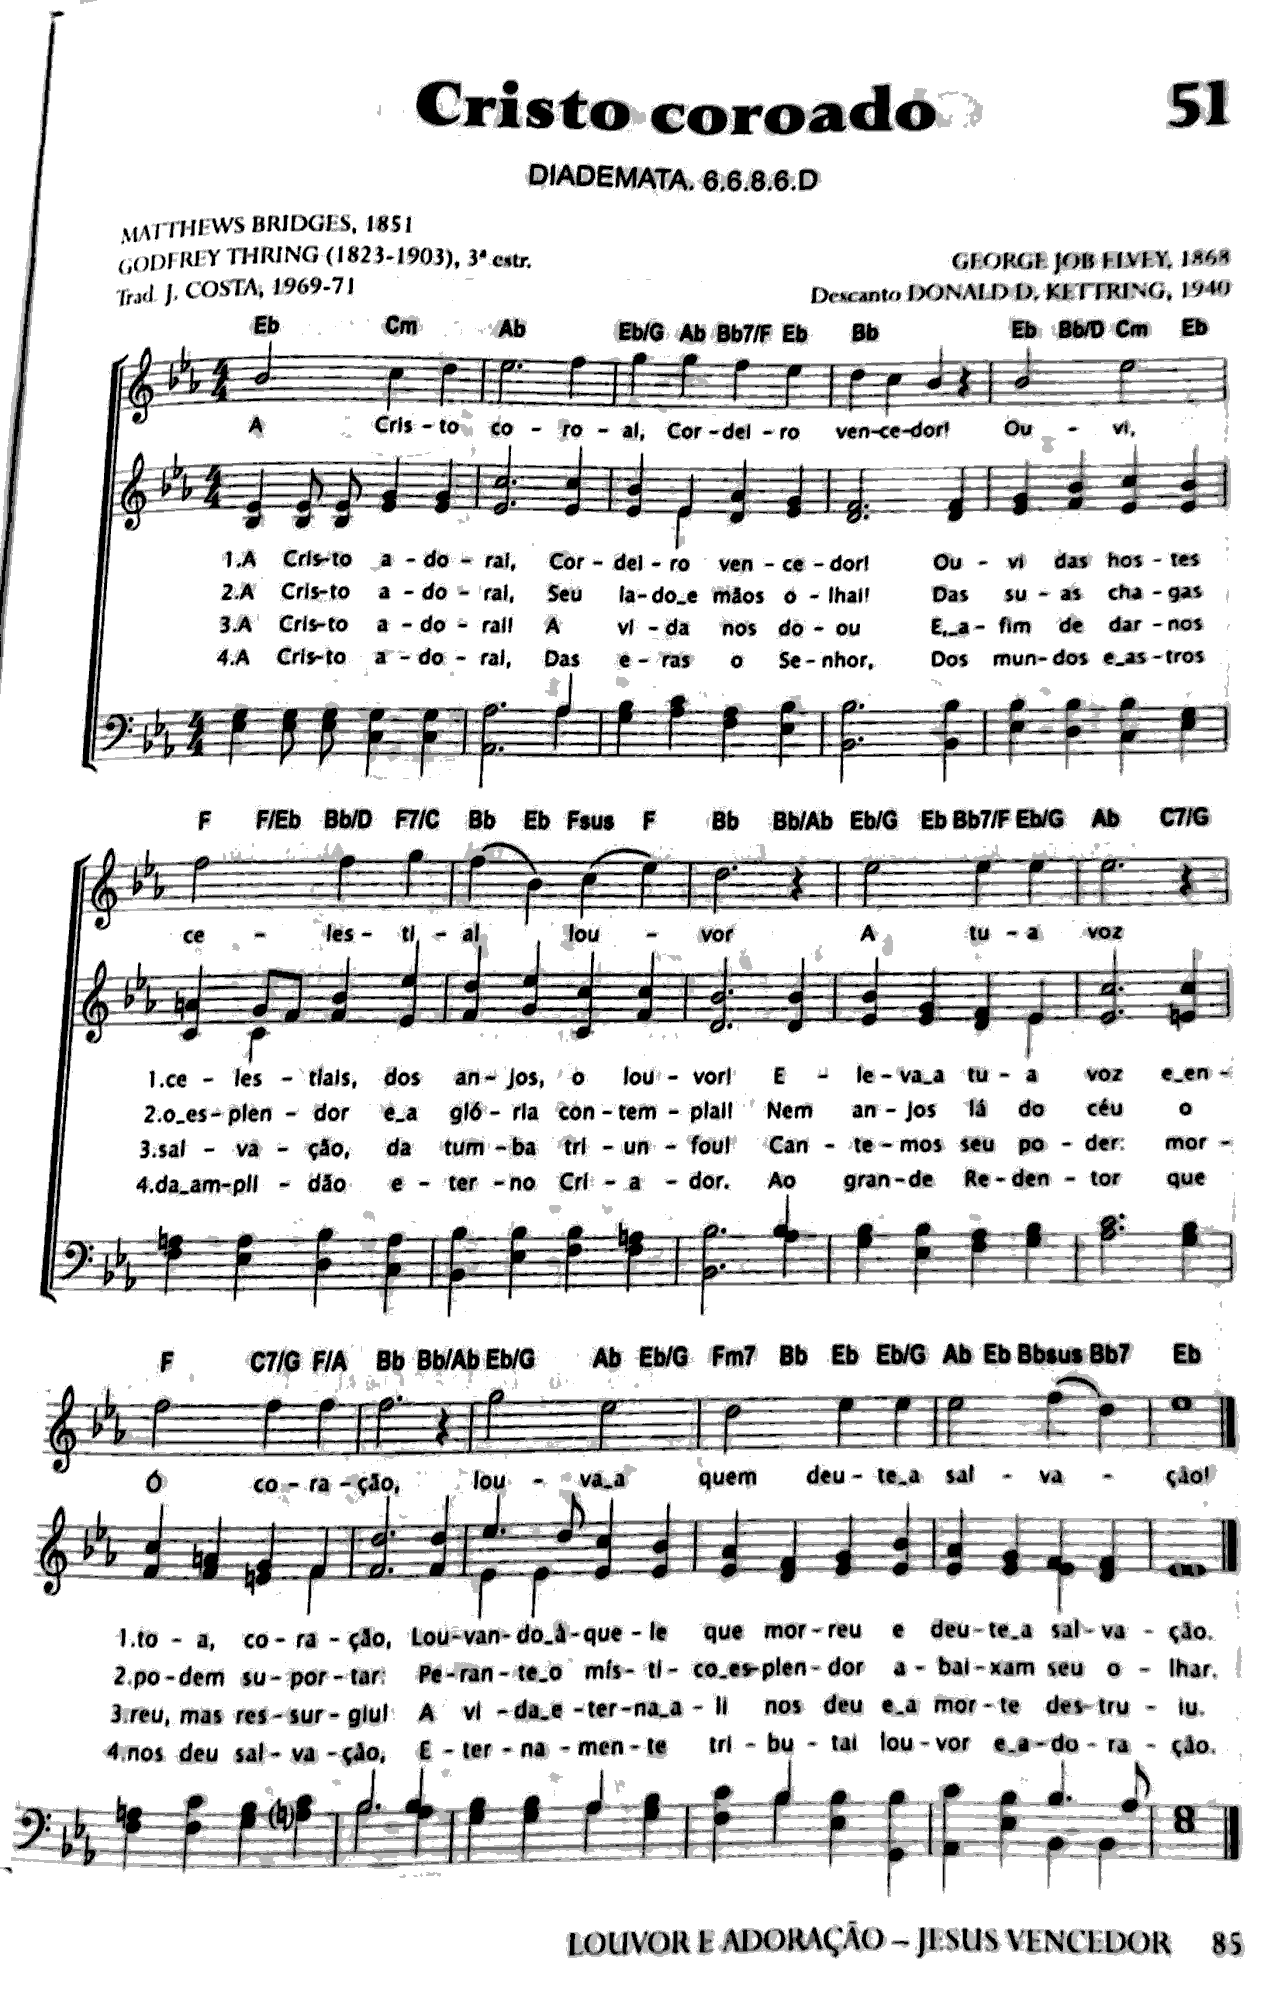 Cristo coroado 51
DIADEMATA. 6.6.8.6.D
MATTHEWS BRIDGES, 1851
GODFREY THRING (1823-1903), 3ª estr.
Trad. J. COSTA, 1969-71
GEORGE JOB ELVEY, 1868
Descanto DONALD D. KETTRING, 1940
Eb Cm Ab Eb/G Ab Bb7/F Eb Bb Eb Bb/D Cm Eb
A Cris - to co - ro - ai, Cor - dei - ro ven-ce-dor! Ou - vi,
1.A Cris-to a - do - rai, Cor - dei - ro ven - ce - dor! Ou - vi das hos - tes
2.A Cris-to a - do - rai, Seu la-do_e mãos o - lhai! Das su - as cha - gas
3.A Cris-to a - do - rai! A vi - da nos do - ou E,_a - fim de dar - nos
4.A Cris-to a - do - rai, Das e - ras o Se - nhor, Dos mun - dos e_as - tros
F F/Eb Bb/D F7/C Bb Eb Fsus F Bb Bb/Ab Eb/G Eb Bb7/F Eb/G Ab C7/G
ce - les - ti - al lou - vor A tu - a voz
1.ce - les - tiais, dos an - jos, o lou - vor! E - le - va_a tu - a voz e_en -
2.o_es - plen - dor e_a gló - ria con - tem - plai! Nem an - jos lá do céu o
3.sal - va - ção, da tum - ba tri - un - fou! Can - te - mos seu po - der: mor -
4.da_am-pli - dão e - ter - no Cri - a - dor. Ao gran - de Re - den - tor que
F C7/G F/A Bb Bb/Ab Eb/G Ab Eb/G Fm7 Bb Eb Eb/G Ab Eb Bbsus Bb7 Eb
Ó co - ra - ção, lou - va_a quem deu - te_a sal - va - ção!
1.to - a, co - ra - ção, Lou-van-do_à-que-le que mor - reu e deu - te_a sal - va - ção.
2.po - dem su - por - tar: Pe - ran - te_o mís - ti - co_es-plen - dor a - bai - xam seu o - lhar.
3.reu, mas res - sur - giu! A vi - da_e - ter-na_a - li nos deu e_a mor - te des - tru - iu.
4.nos deu sal - va - ção, E - ter - na - men - te tri - bu - tai lou - vor e_a - do - ra - ção.
LOUVOR E ADORAÇÃO – JESUS VENCEDOR 85